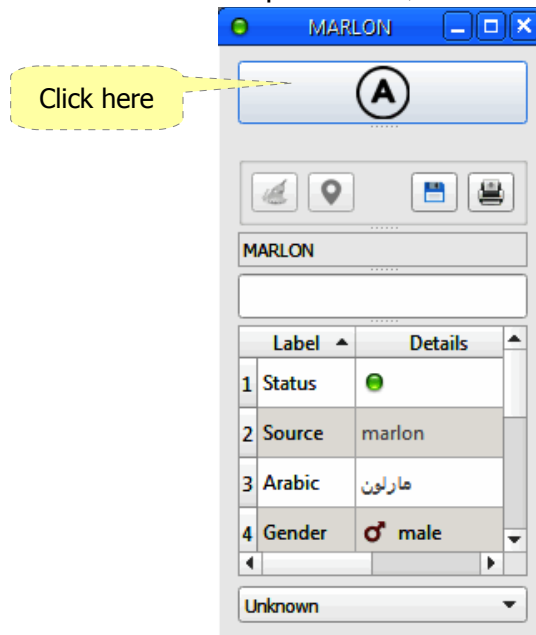 MARLON
Click here
A
MARLON
Label Details
1 Status
2 Source marlon
3 Arabic مارلون
4 Gender male
Unknown